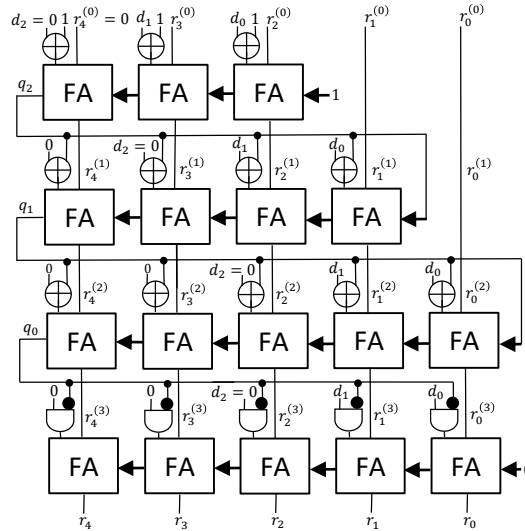 d₂ = 0 1 r₄⁽⁰⁾ = 0 d₁ 1 r₃⁽⁰⁾ d₀ 1 r₂⁽⁰⁾ r₁⁽⁰⁾ r₀⁽⁰⁾
q₂ FA FA FA 1
0 r₄⁽¹⁾ d₂ = 0 r₃⁽¹⁾ d₁ r₂⁽¹⁾ d₀ r₁⁽¹⁾ r₀⁽¹⁾
q₁ FA FA FA FA
0 r₄⁽²⁾ 0 r₃⁽²⁾ d₂ = 0 r₂⁽²⁾ d₁ r₁⁽²⁾ d₀ r₀⁽²⁾
q₀ FA FA FA FA FA
0 r₄⁽³⁾ 0 r₃⁽³⁾ d₂ = 0 r₂⁽³⁾ d₁ r₁⁽³⁾ d₀ r₀⁽³⁾
FA FA FA FA FA
r₄ r₃ r₂ r₁ r₀